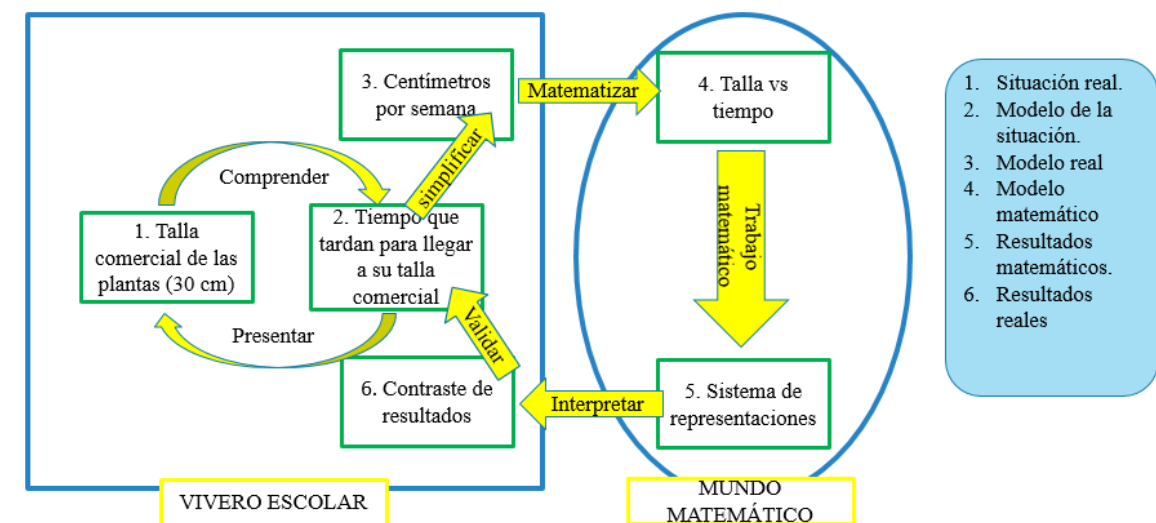 3. Centímetros
por semana
Matematizar
4. Talla vs
tiempo
simplificar
Comprender
1. Talla
comercial de las
plantas (30 cm)
2. Tiempo que
tardan para llegar
a su talla
comercial
Trabajo
matemático
Presentar
Validar
6. Contraste de
resultados
Interpretar
5. Sistema de
representaciones
VIVERO ESCOLAR
MUNDO
MATEMÁTICO
1. Situación real.
2. Modelo de la
situación.
3. Modelo real
4. Modelo
matemático
5. Resultados
matemáticos.
6. Resultados
reales